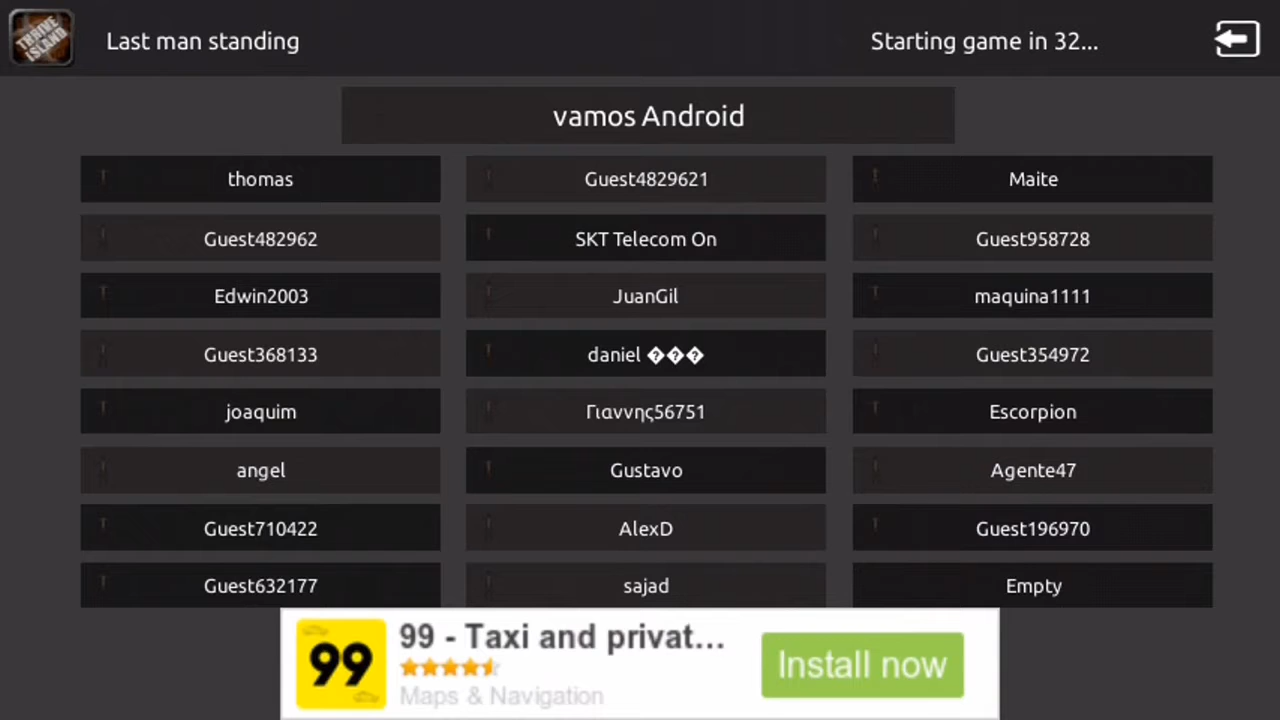 THRIVE ISLAND
Last man standing
Starting game in 32...
vamos Android
thomas
Guest4829621
Maite
Guest482962
SKT Telecom On
Guest958728
Edwin2003
JuanGil
maquina1111
Guest368133
daniel ���
Guest354972
joaquim
Γιαννης56751
Escorpion
angel
Gustavo
Agente47
Guest710422
AlexD
Guest196970
Guest632177
sajad
Empty
99
99 - Taxi and privat...
Maps & Navigation
Install now